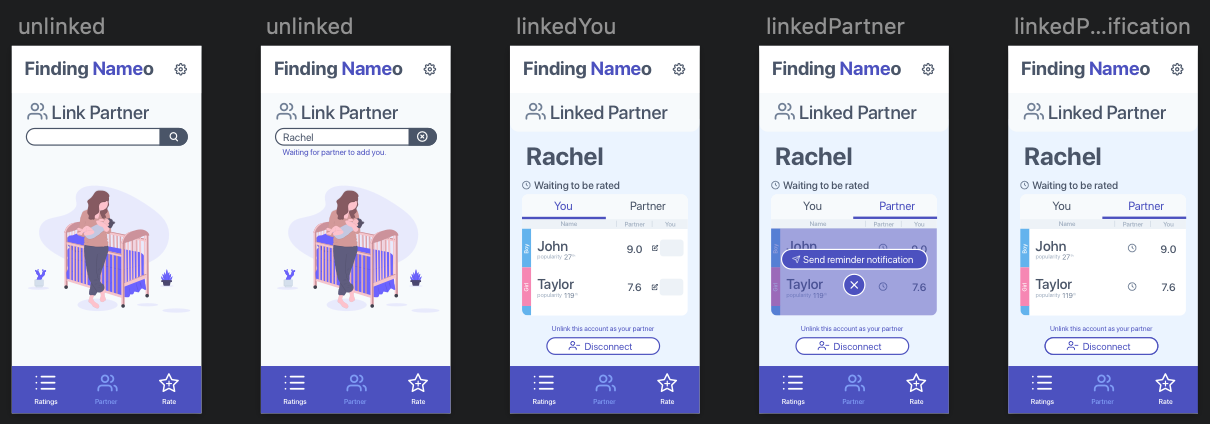 unlinked
Finding Nameo
Link Partner
Ratings
Partner
Rate
unlinked
Finding Nameo
Link Partner
Rachel
Waiting for partner to add you.
Ratings
Partner
Rate
linkedYou
Finding Nameo
Linked Partner
Rachel
Waiting to be rated
You Partner
Name Partner You
Boy
John 9.0
popularity 27th
Girl
Taylor 7.6
popularity 119th
Unlink this account as your partner
Disconnect
Ratings
Partner
Rate
linkedPartner
Finding Nameo
Linked Partner
Rachel
Waiting to be rated
You Partner
Name Partner You
Boy
John 9.0
Send reminder notification
Girl
Taylor 7.6
popularity 119th
Unlink this account as your partner
Disconnect
Ratings
Partner
Rate
linkedP...ification
Finding Nameo
Linked Partner
Rachel
Waiting to be rated
You Partner
Name Partner You
Boy
John 9.0
popularity 27th
Girl
Taylor 7.6
popularity 119th
Unlink this account as your partner
Disconnect
Ratings
Partner
Rate